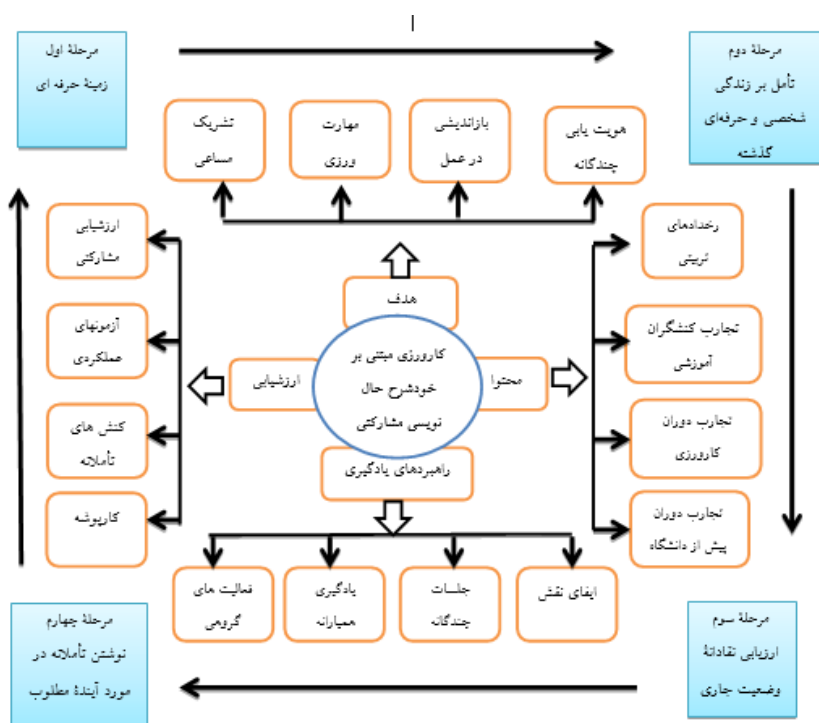 مرحلهٔ اول
زمینهٔ حرفه ای
مرحلهٔ دوم
تأمل بر زندگی
شخصی و حرفه‌ای
گذشته
هویت یابی
چندگانه
بازاندیشی
در عمل
مهارت
ورزی
تشریک
مساعی
هدف
رخدادهای
تربیتی
تجارب کنشگران
آموزشی
تجارب دوران
کارورزی
تجارب دوران
پیش از دانشگاه
محتوا
کارورزی مبتنی بر
خودشرح حال
نویسی مشارکتی
ارزشیابی
ارزشیابی
مشارکتی
آزمونهای
عملکردی
کنش های
تأملانه
کارپوشه
راهبردهای یادگیری
ایفای نقش
جلسات
چندگانه
یادگیری
همیارانه
فعالیت های
گروهی
مرحلهٔ سوم
ارزیابی نقادانهٔ
وضعیت جاری
مرحلهٔ چهارم
نوشتن تأملانه در
مورد آیندهٔ مطلوب